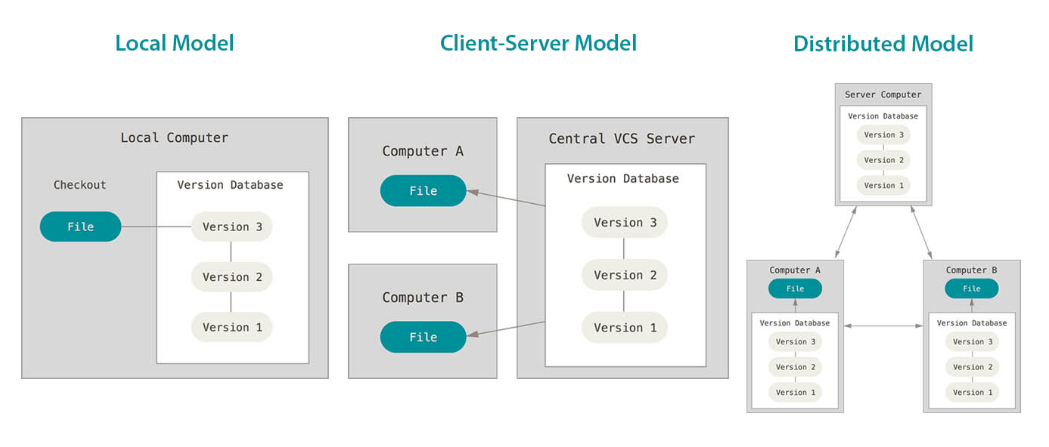 Local Model
Local Computer
Checkout
File
Version Database
Version 3
Version 2
Version 1
Client-Server Model
Computer A
File
Computer B
File
Central VCS Server
Version Database
Version 3
Version 2
Version 1
Distributed Model
Server Computer
Version Database
Version 3
Version 2
Version 1
Computer A
File
Version Database
Version 3
Version 2
Version 1
Computer B
File
Version Database
Version 3
Version 2
Version 1